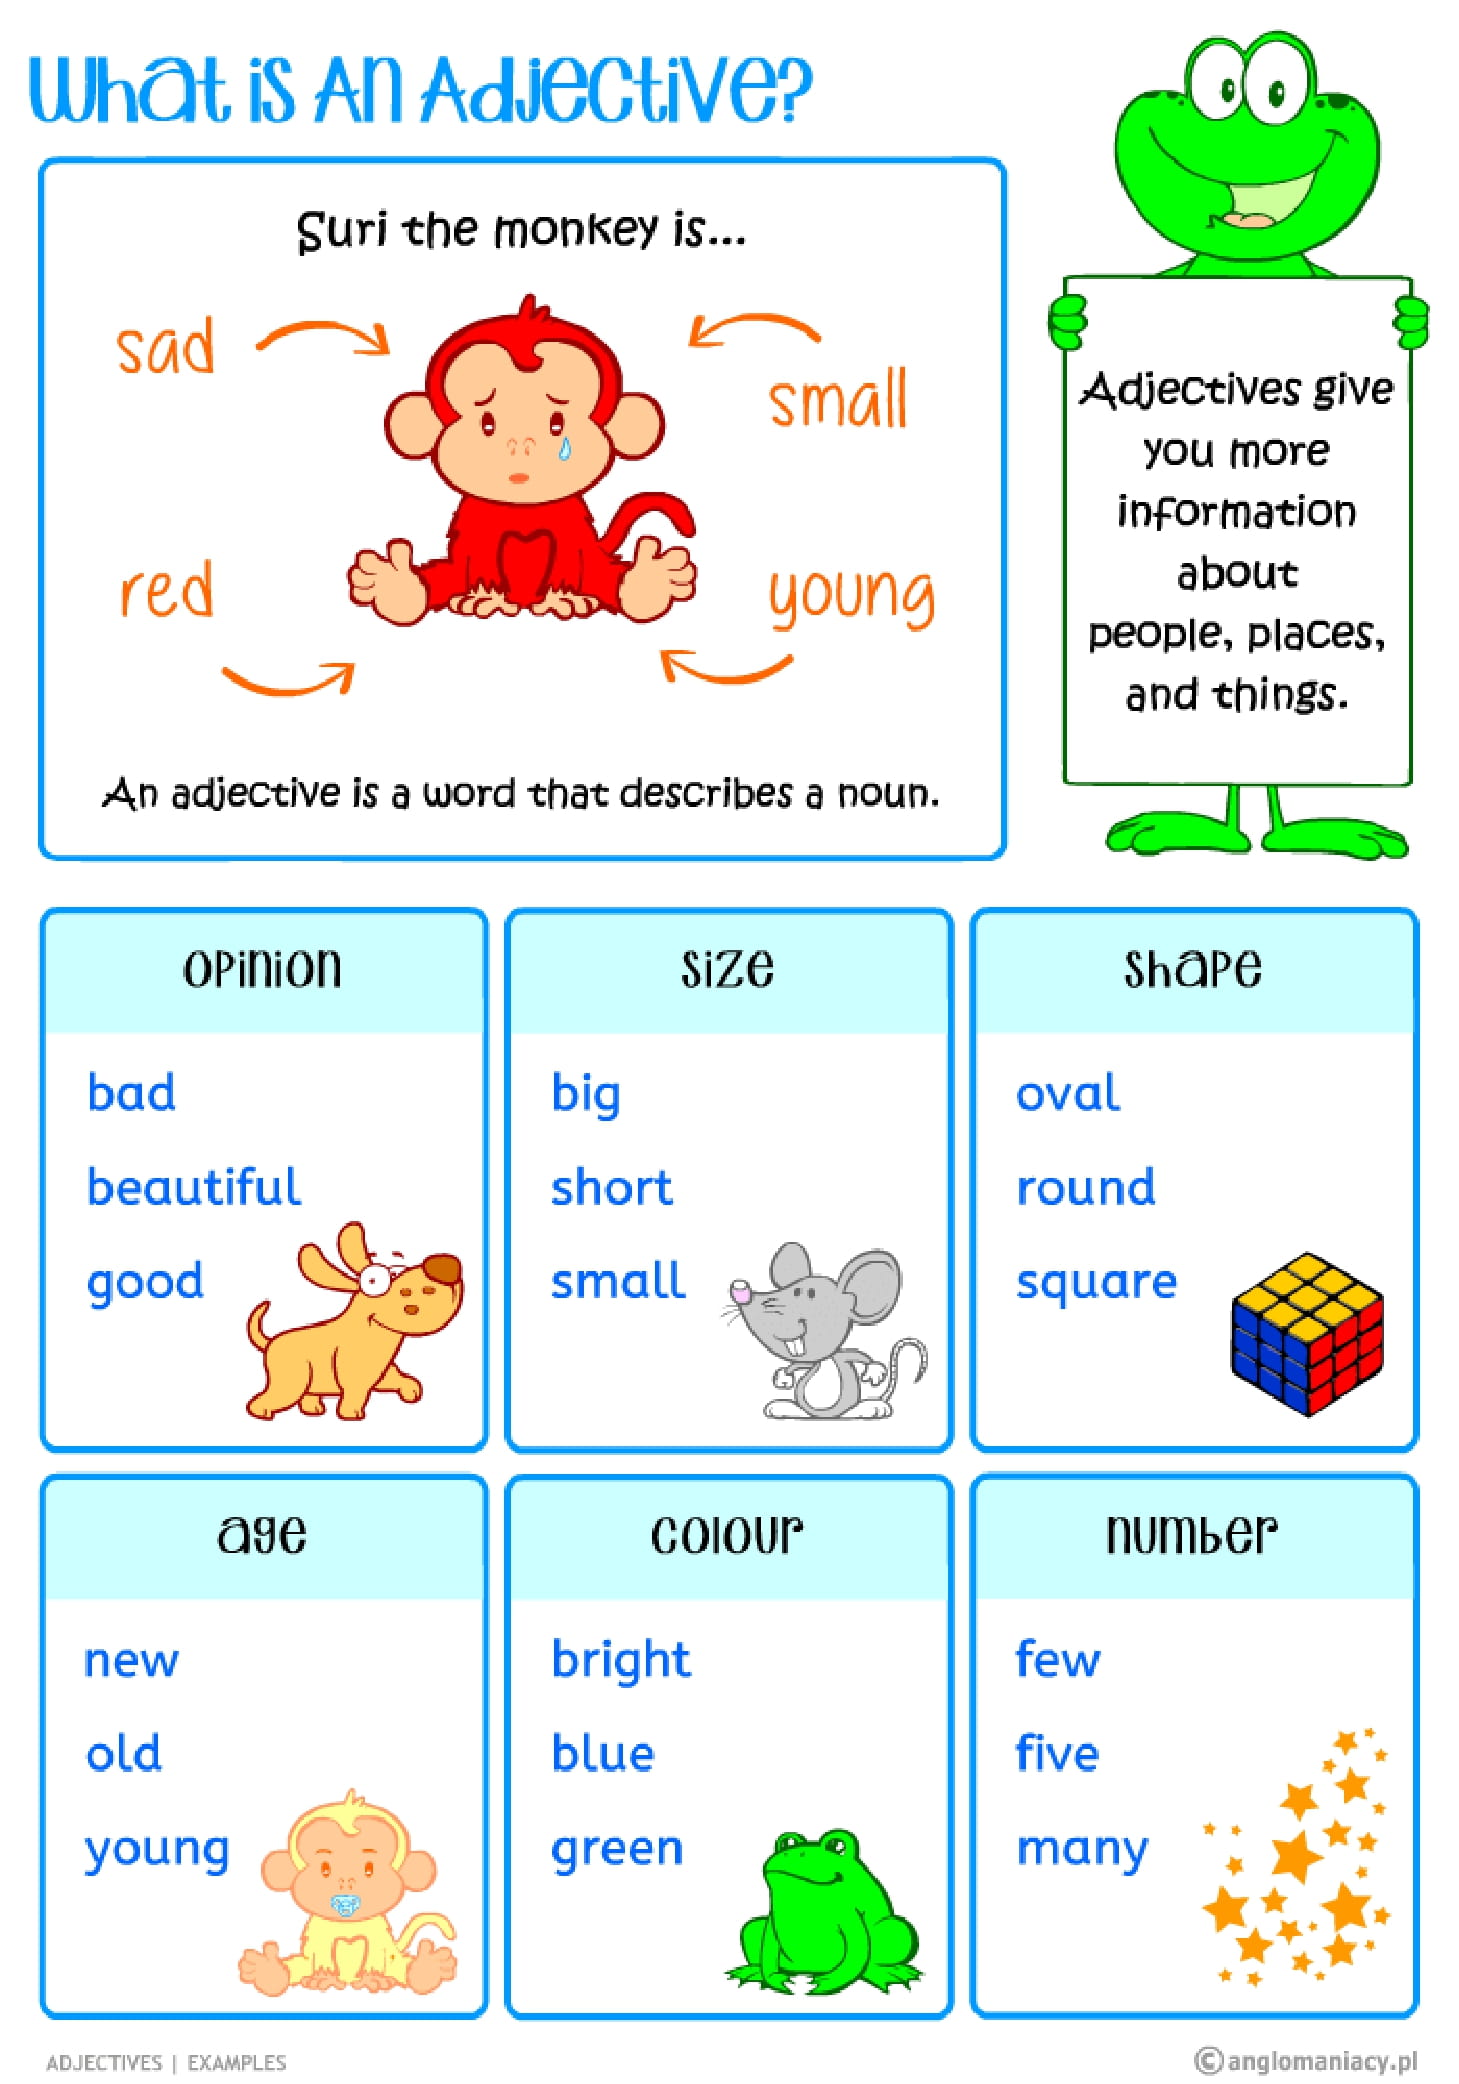 What is An Adjective?
Suri the monkey is...
sad
small
red
young
An adjective is a word that describes a noun.
Adjectives give
you more
information
about
people, places,
and things.
opinion
bad
beautiful
good
size
big
short
small
shape
oval
round
square
age
new
old
young
colour
bright
blue
green
number
few
five
many
ADJECTIVES | EXAMPLES
©anglomaniacy.pl